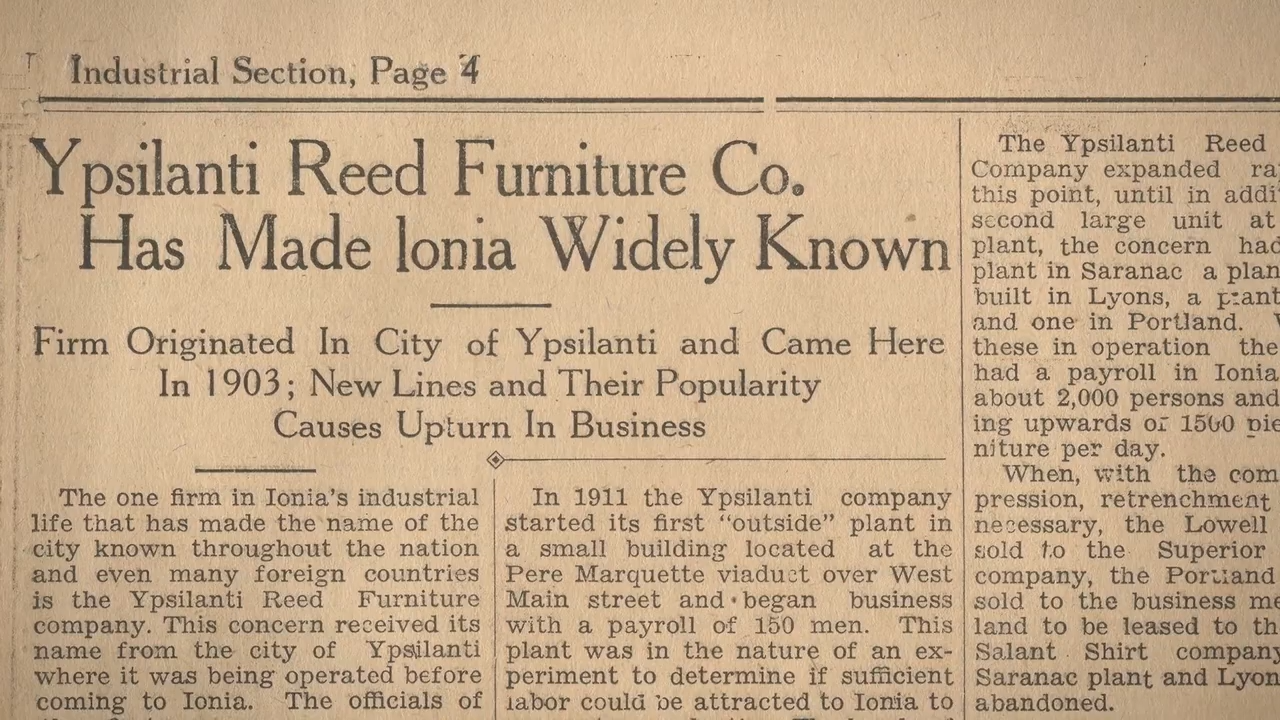 Industrial Section, Page 4
Ypsilanti Reed Furniture Co.
Has Made Ionia Widely Known
Firm Originated In City of Ypsilanti and Came Here
In 1903; New Lines and Their Popularity
Causes Upturn In Business
The one firm in Ionia's industrial
life that has made the name of the
city known throughout the nation
and even many foreign countries
is the Ypsilanti Reed Furniture
company. This concern received its
name from the city of Ypsilanti
where it was being operated before
coming to Ionia. The officials of
In 1911 the Ypsilanti company
started its first "outside" plant in
a small building located at the
Pere Marquette viaduct over West
Main street and began business
with a payroll of 150 men. This
plant was in the nature of an ex-
periment to determine if sufficient
labor could be attracted to Ionia to
The Ypsilanti Reed
Company expanded
this point, until in
second large unit at
plant, the concern had
plant in Saranac a plan
built in Lyons, a plant
and one in Portland.
these in operation the
had a payroll in Ionia
about 2,000 persons and
ing upwards of 1500
niture per day.
When, with the com
pression, retrenchment
necessary, the Lowell
sold to the Superior
company, the Portland
sold to the business
land to be leased to
Salant Shirt company
Saranac plant and Lyon
abandoned.